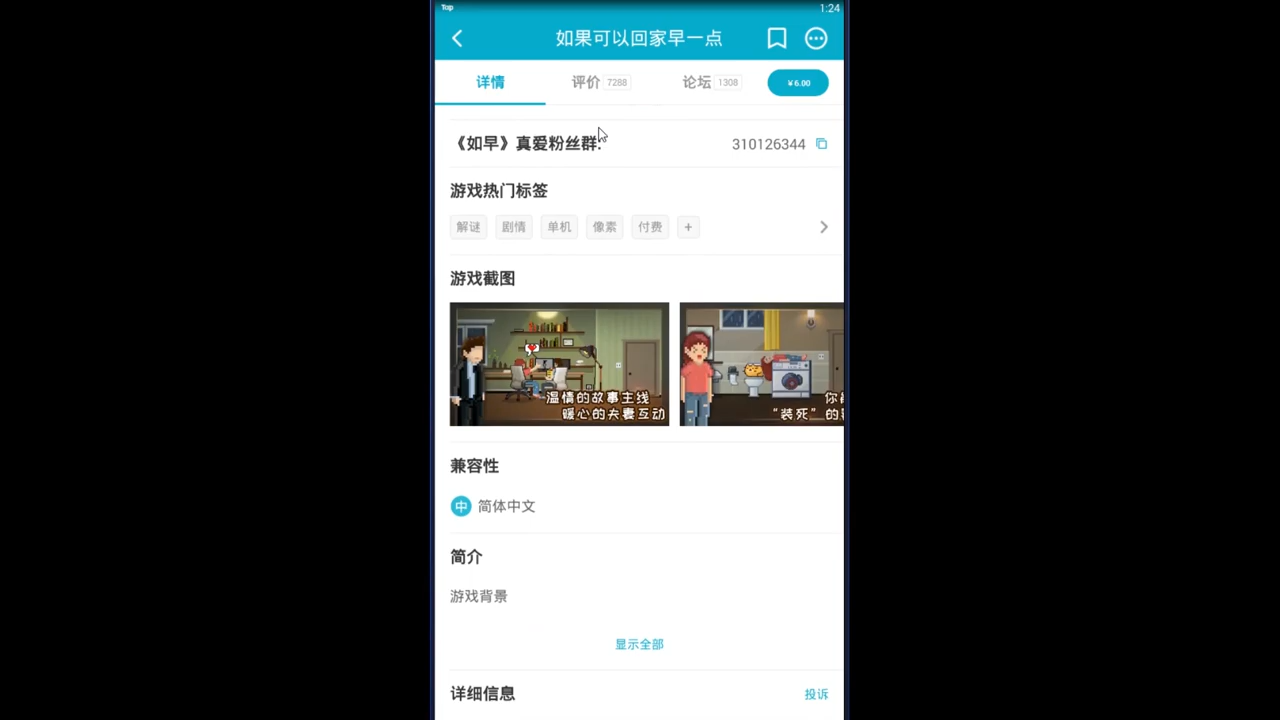 Top
1:24
如果可以回家早一点
详情
评价 7288
论坛 1308
¥6.00
《如早》真爱粉丝群:
310126344
游戏热门标签
解谜 剧情 单机 像素 付费 +
游戏截图
温情的故事主线
暖心的夫妻互动
“装死”的
兼容性
中 简体中文
简介
游戏背景
显示全部
详细信息
投诉